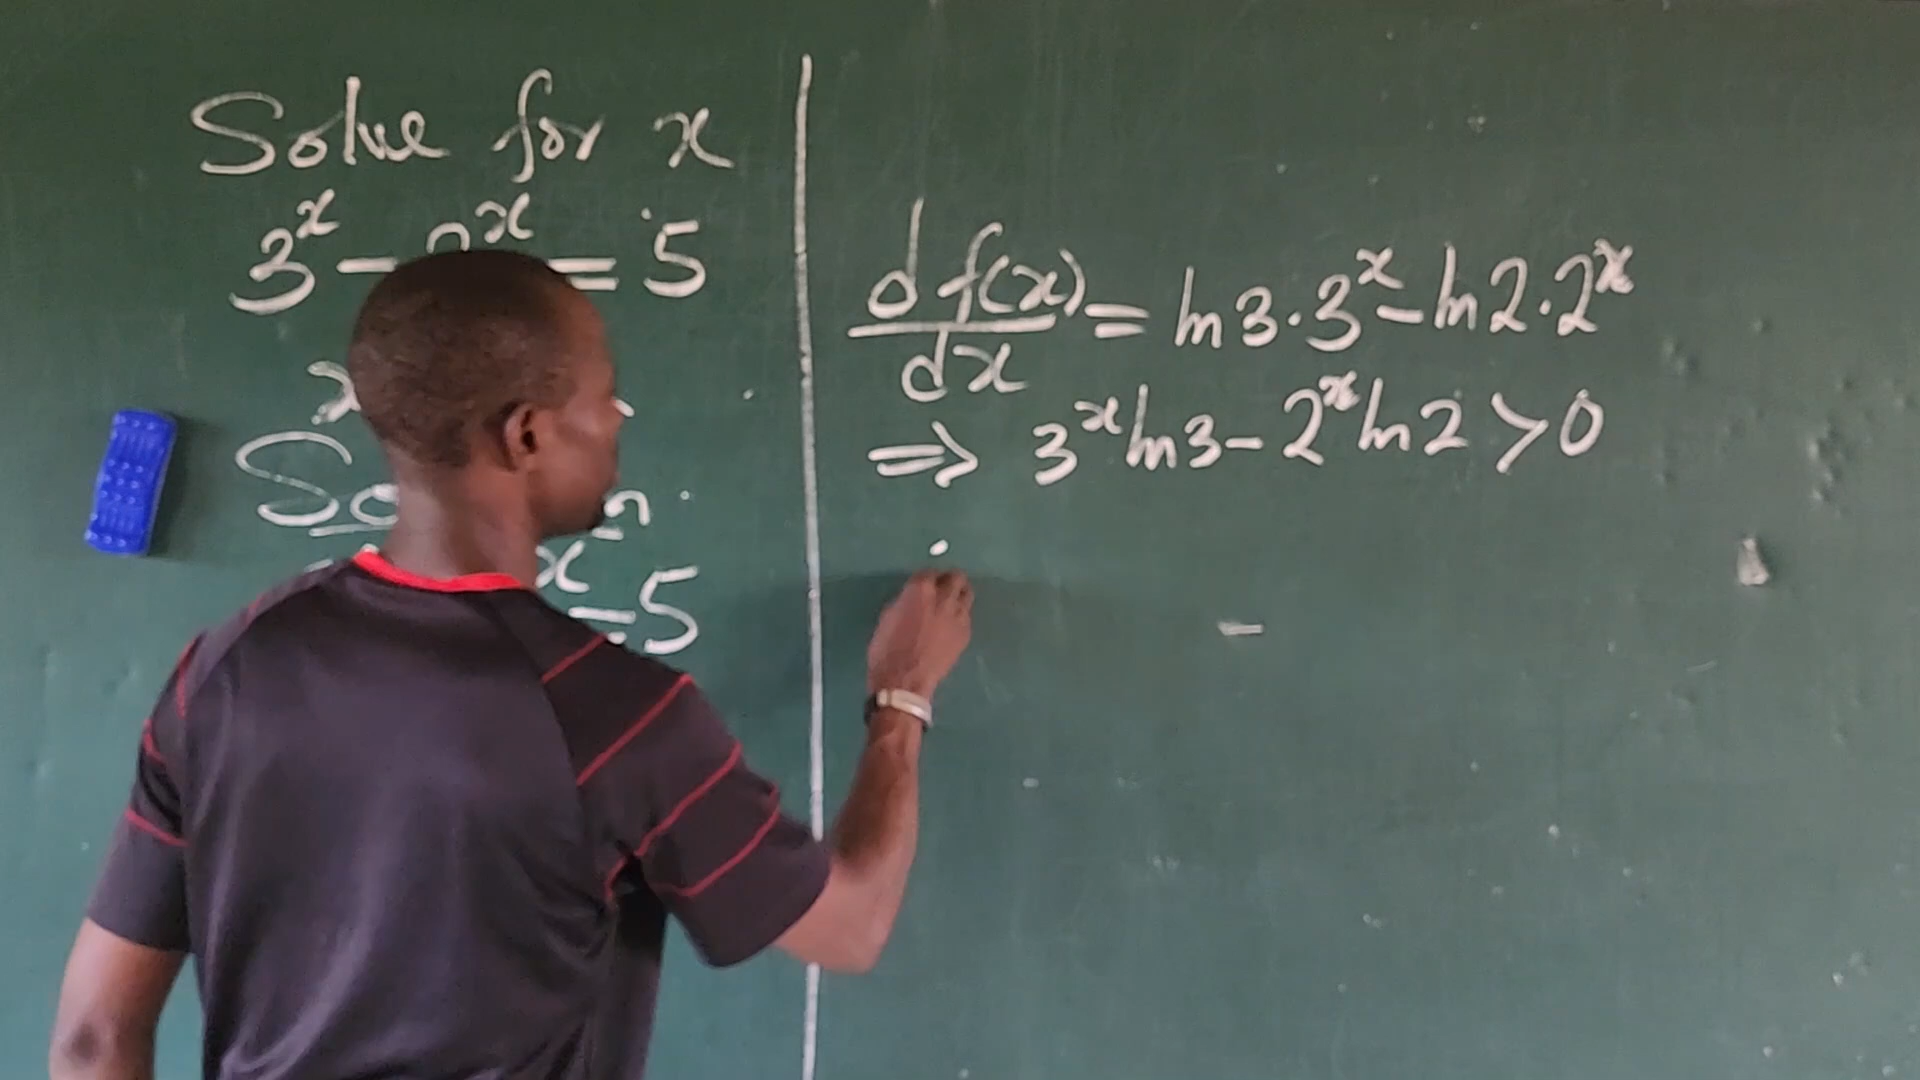 Solve for x
3^x - 2^x = 5
x
= 5
d f(x)/dx = ln3·3^x - ln2·2^x
⇒ 3^x ln3 - 2^x ln2 > 0